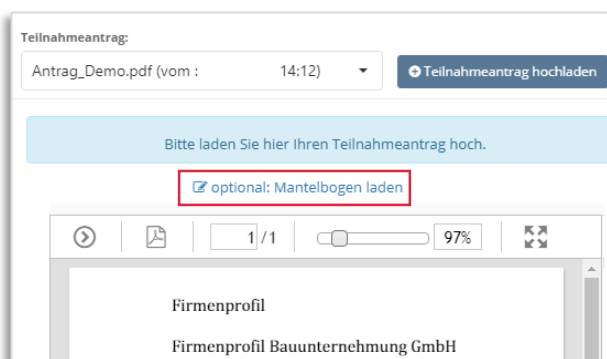 Teilnahmeantrag:
Antrag_Demo.pdf (vom : 14:12)
Teilnahmeantrag hochladen
Bitte laden Sie hier Ihren Teilnahmeantrag hoch.
optional: Mantelbogen laden
1 / 1 97%
Firmenprofil
Firmenprofil Bauunternehmung GmbH